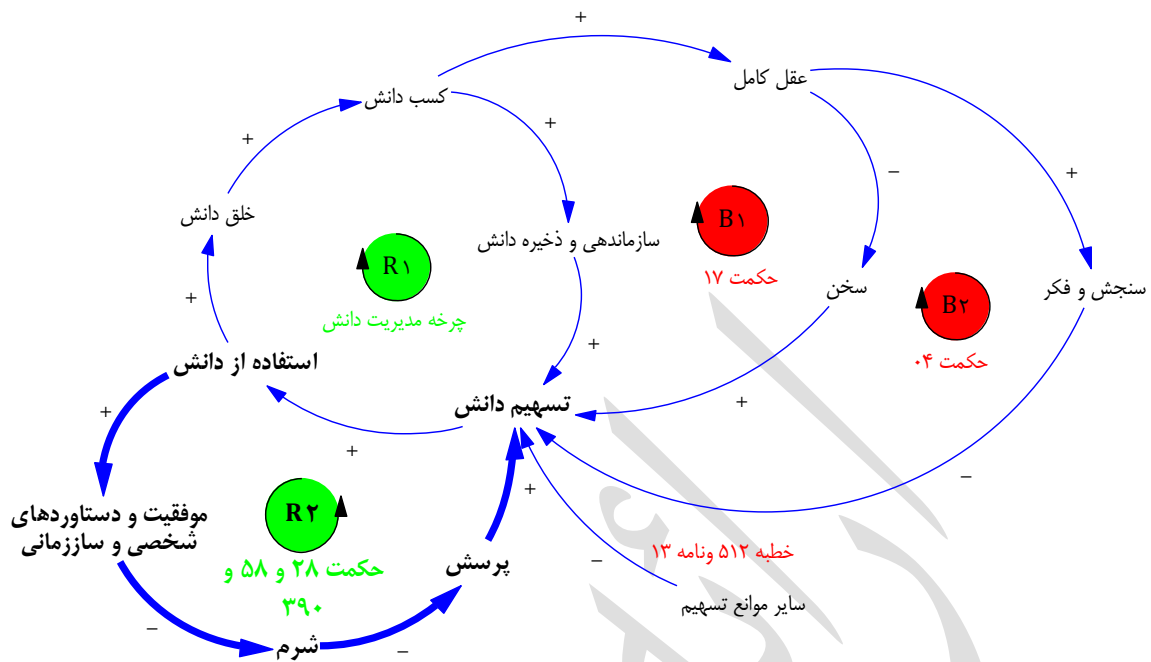 +
عقل کامل
کسب دانش
+
+
+
–
+
خلق دانش
سازماندهی و ذخیره دانش
B۱
حکمت ۱۷
R۱
چرخه مدیریت دانش
سخن
سنجش و فکر
B۲
حکمت ۰۴
+
+
استفاده از دانش
تسهیم دانش
+
+
+
–
+
موفقیت و دستاوردهای
شخصی و سازرمانی
R۲
حکمت ۲۸ و ۵۸ و
۳۹۰
پرسش
خطبه ۵۱۲ ونامه ۱۳
–
سایر موانع تسهیم
–
شرم
–